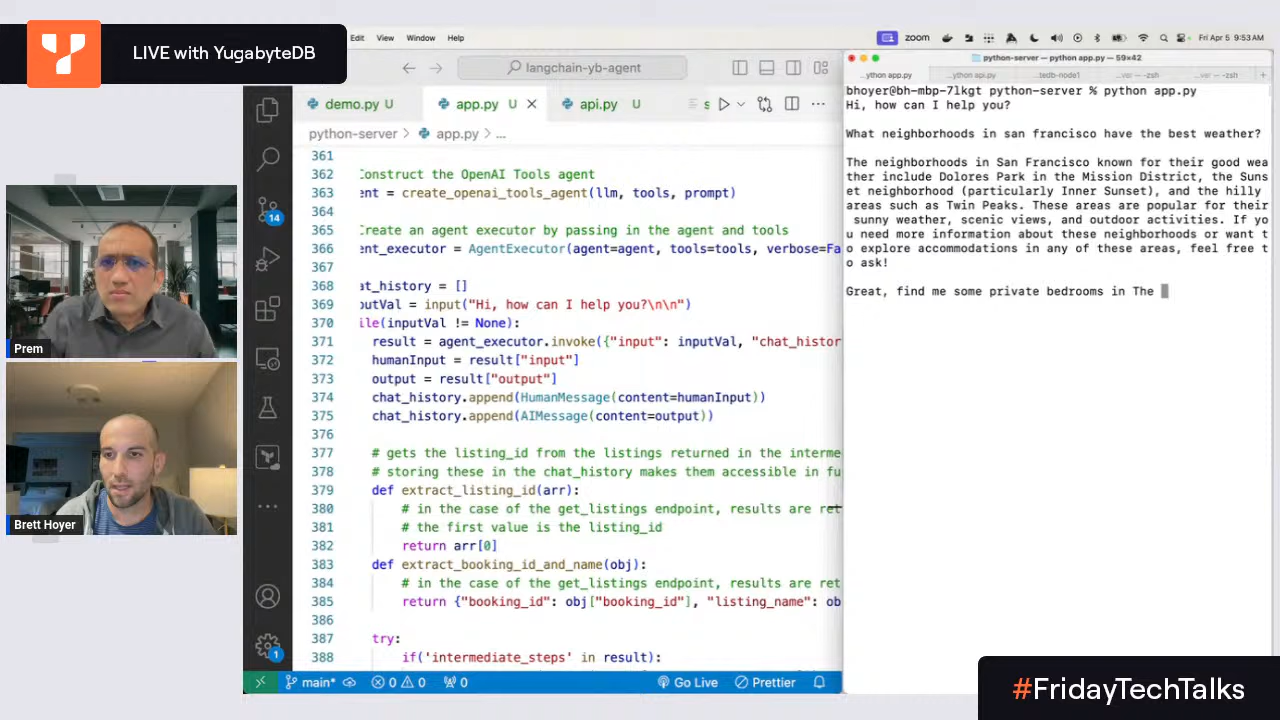 LIVE with YugabyteDB
Prem
Brett Hoyer
Edit View Window Help
zoom
Fri Apr 5 9:53 AM
langchain-yb-agent
demo.py U
app.py U
api.py U
python-server > app.py > ...
361
362 Construct the OpenAI Tools agent
363 ent = create_openai_tools_agent(llm, tools, prompt)
364
365 Create an agent executor by passing in the agent and tools
366 ent_executor = AgentExecutor(agent=agent, tools=tools, verbose=Fa
367
368 at_history = []
369 putVal = input("Hi, how can I help you?\n\n")
370 ile(inputVal != None):
371 result = agent_executor.invoke({"input": inputVal, "chat_histor
372 humanInput = result["input"]
373 output = result["output"]
374 chat_history.append(HumanMessage(content=humanInput))
375 chat_history.append(AIMessage(content=output))
376
377 # gets the listing_id from the listings returned in the interme
378 # storing these in the chat_history makes them accessible in fu
379 def extract_listing_id(arr):
380 # in the case of the get_listings endpoint, results are ret
381 # the first value is the listing_id
382 return arr[0]
383 def extract_booking_id_and_name(obj):
384 # in the case of the get_listings endpoint, results are ret
385 return {"booking_id": obj["booking_id"], "listing_name": ob
386
387 try:
388 if('intermediate_steps' in result):
14
1
main* 0 0 0
Go Live Prettier
python-server — python app.py — 59×42
...ython app.py ...ython api.py ...tedb-node1 ...ver — -zsh ...ver — -zsh
bhoyer@bh-mbp-7lkgt python-server % python app.py
Hi, how can I help you?
What neighborhoods in san francisco have the best weather?
The neighborhoods in San Francisco known for their good wea
ther include Dolores Park in the Mission District, the Suns
et neighborhood (particularly Inner Sunset), and the hilly
areas such as Twin Peaks. These areas are popular for their
sunny weather, scenic views, and outdoor activities. If yo
u need more information about these neighborhoods or want t
o explore accommodations in any of these areas, feel free t
o ask!
Great, find me some private bedrooms in The
#FridayTechTalks